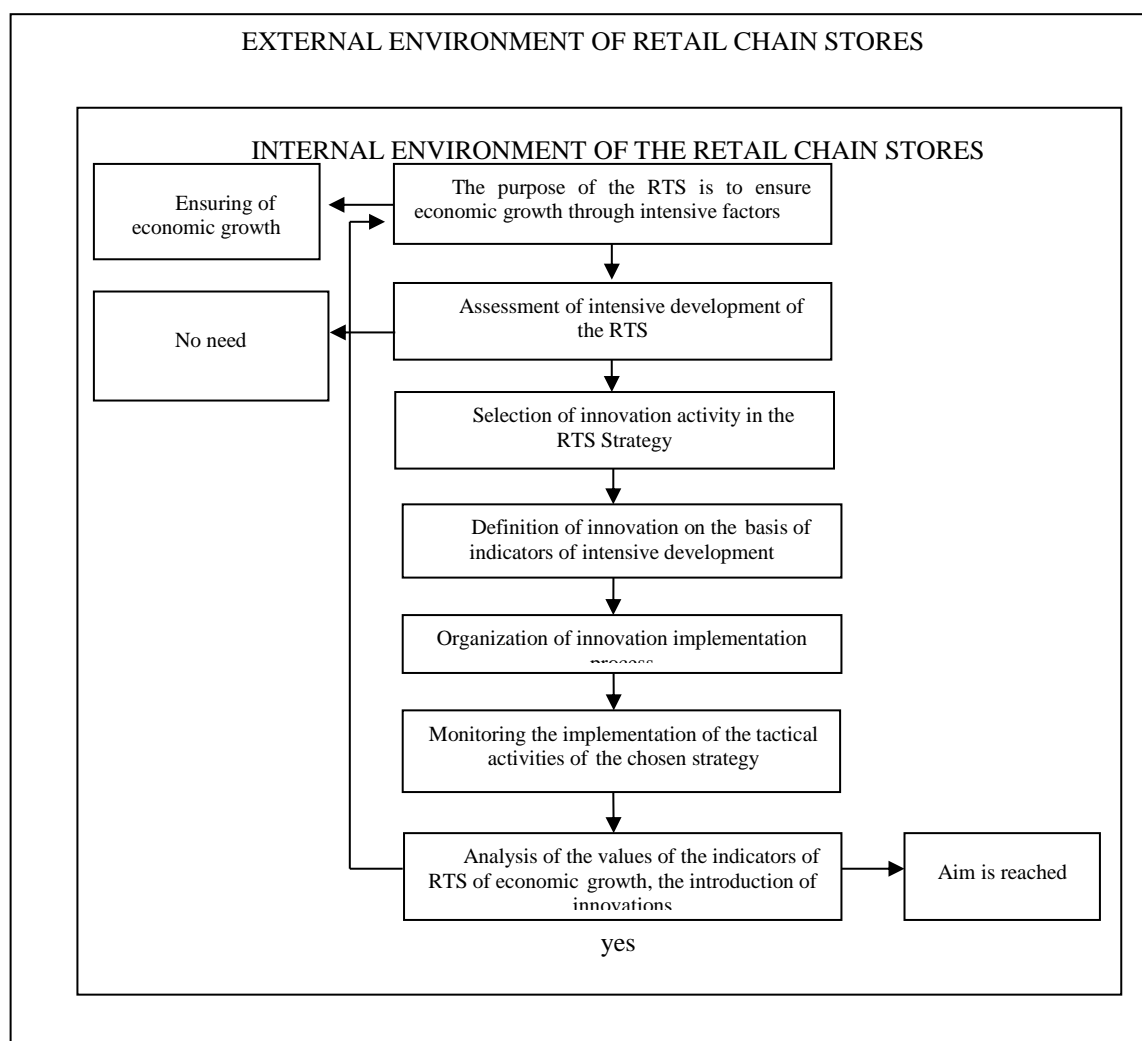 EXTERNAL ENVIRONMENT OF RETAIL CHAIN STORES
INTERNAL ENVIRONMENT OF THE RETAIL CHAIN STORES
Ensuring of
economic growth
The purpose of the RTS is to ensure
economic growth through intensive factors
Assessment of intensive development of
the RTS
No need
Selection of innovation activity in the
RTS Strategy
Definition of innovation on the basis of
indicators of intensive development
Organization of innovation implementation
process
Monitoring the implementation of the tactical
activities of the chosen strategy
Analysis of the values of the indicators of
RTS of economic growth, the introduction of
innovations
Aim is reached
yes